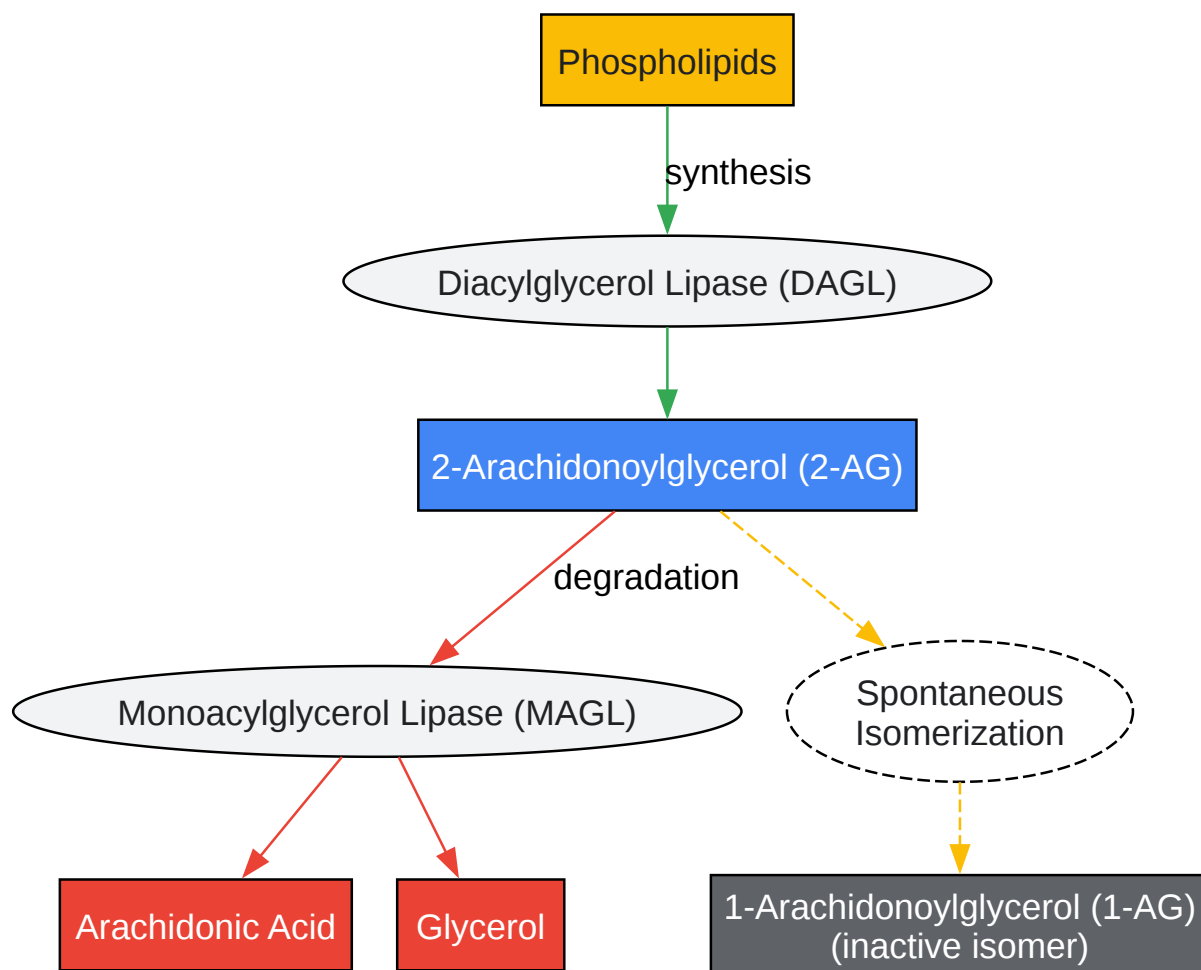 Phospholipids
synthesis
Diacylglycerol Lipase (DAGL)
2-Arachidonoylglycerol (2-AG)
degradation
Monoacylglycerol Lipase (MAGL)
Spontaneous
Isomerization
Arachidonic Acid
Glycerol
1-Arachidonoylglycerol (1-AG)
(inactive isomer)